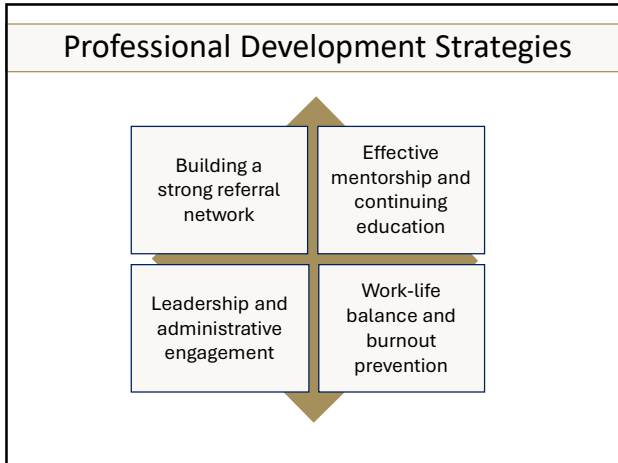 Professional Development Strategies
Building a
strong referral
network
Effective
mentorship and
continuing
education
Leadership and
administrative
engagement
Work-life
balance and
burnout
prevention